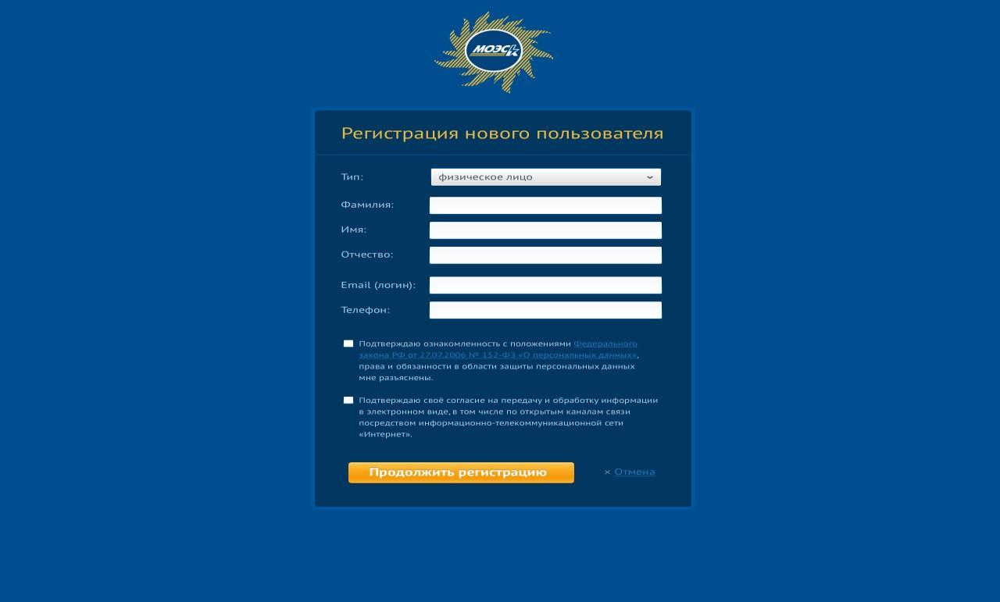 МОЭСК
Регистрация нового пользователя
Тип: физическое лицо
Фамилия:
Имя:
Отчество:
Email (логин):
Телефон:
Подтверждаю ознакомленность с положениями Федерального
закона РФ от 27.07.2006 № 152-ФЗ «О персональных данных»,
права и обязанности в области защиты персональных данных
мне разъяснены.
Подтверждаю своё согласие на передачу и обработку информации
в электронном виде, в том числе по открытым каналам связи
посредством информационно-телекоммуникационной сети
«Интернет».
Продолжить регистрацию × Отмена